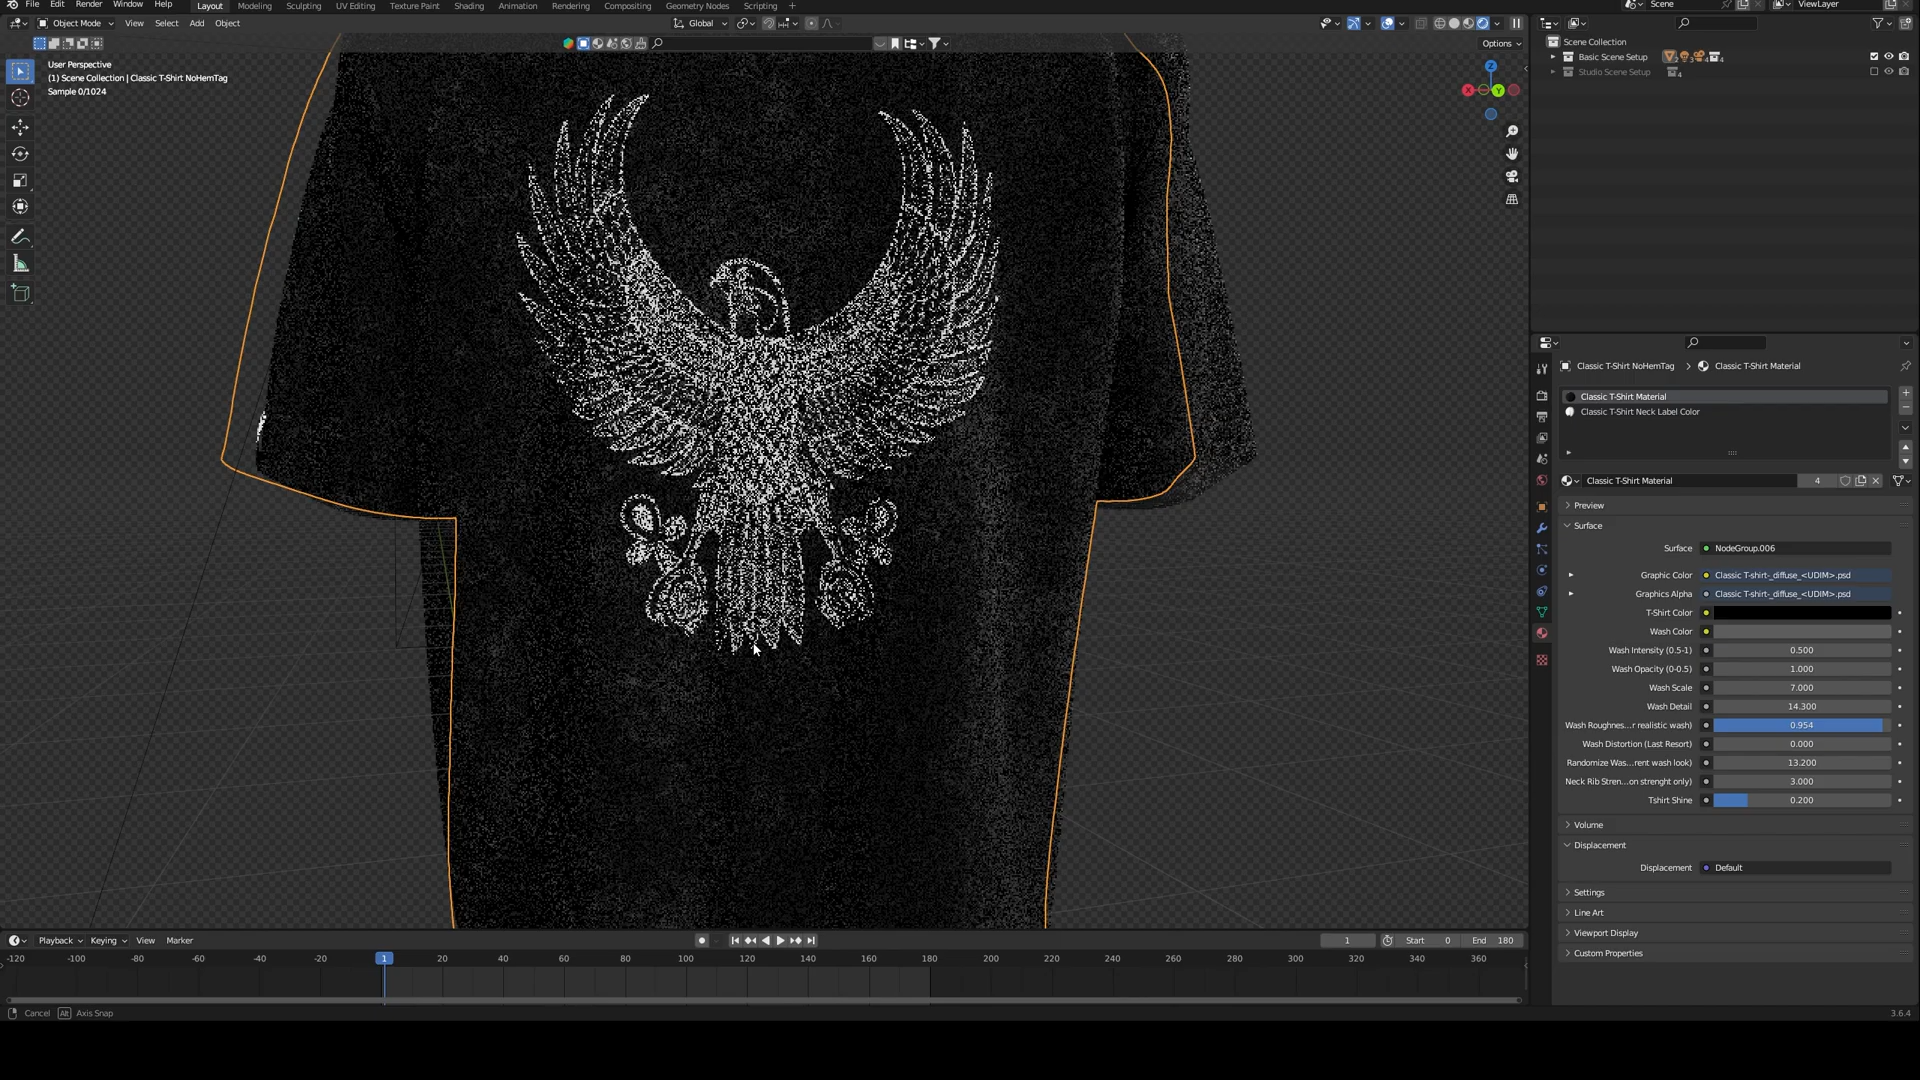 File Edit Render Window Help Layout Modeling Sculpting UV Editing Texture Paint Shading Animation Rendering Compositing Geometry Nodes Scripting + Scene ViewLayer
Object Mode View Select Add Object Global
Options
User Perspective
(1) Scene Collection | Classic T-Shirt NoHemTag
Sample 0/1024
Z
X
Y
Scene Collection
Basic Scene Setup
Studio Scene Setup
Classic T-Shirt NoHemTag > Classic T-Shirt Material
Classic T-Shirt Material
Classic T-Shirt Neck Label Color
Classic T-Shirt Material 4
Preview
Surface
Surface NodeGroup.006
Graphic Color Classic T-shirt-_diffuse_<UDIM>.psd
Graphics Alpha Classic T-shirt-_diffuse_<UDIM>.psd
T-Shirt Color
Wash Color
Wash Intensity (0.5-1) 0.500
Wash Opacity (0-0.5) 1.000
Wash Scale 7.000
Wash Detail 14.300
Wash Roughnes...r realistic wash) 0.954
Wash Distortion (Last Resort) 0.000
Randomize Was...rent wash look) 13.200
Neck Rib Stren...on strenght only) 3.000
Tshirt Shine 0.200
Volume
Displacement
Displacement Default
Settings
Line Art
Viewport Display
Custom Properties
Playback Keying View Marker 1 Start 0 End 180
-120 -100 -80 -60 -40 -20 1 20 40 60 80 100 120 140 160 180 200 220 240 260 280 300 320 340 360
Cancel Alt Axis Snap 3.6.4